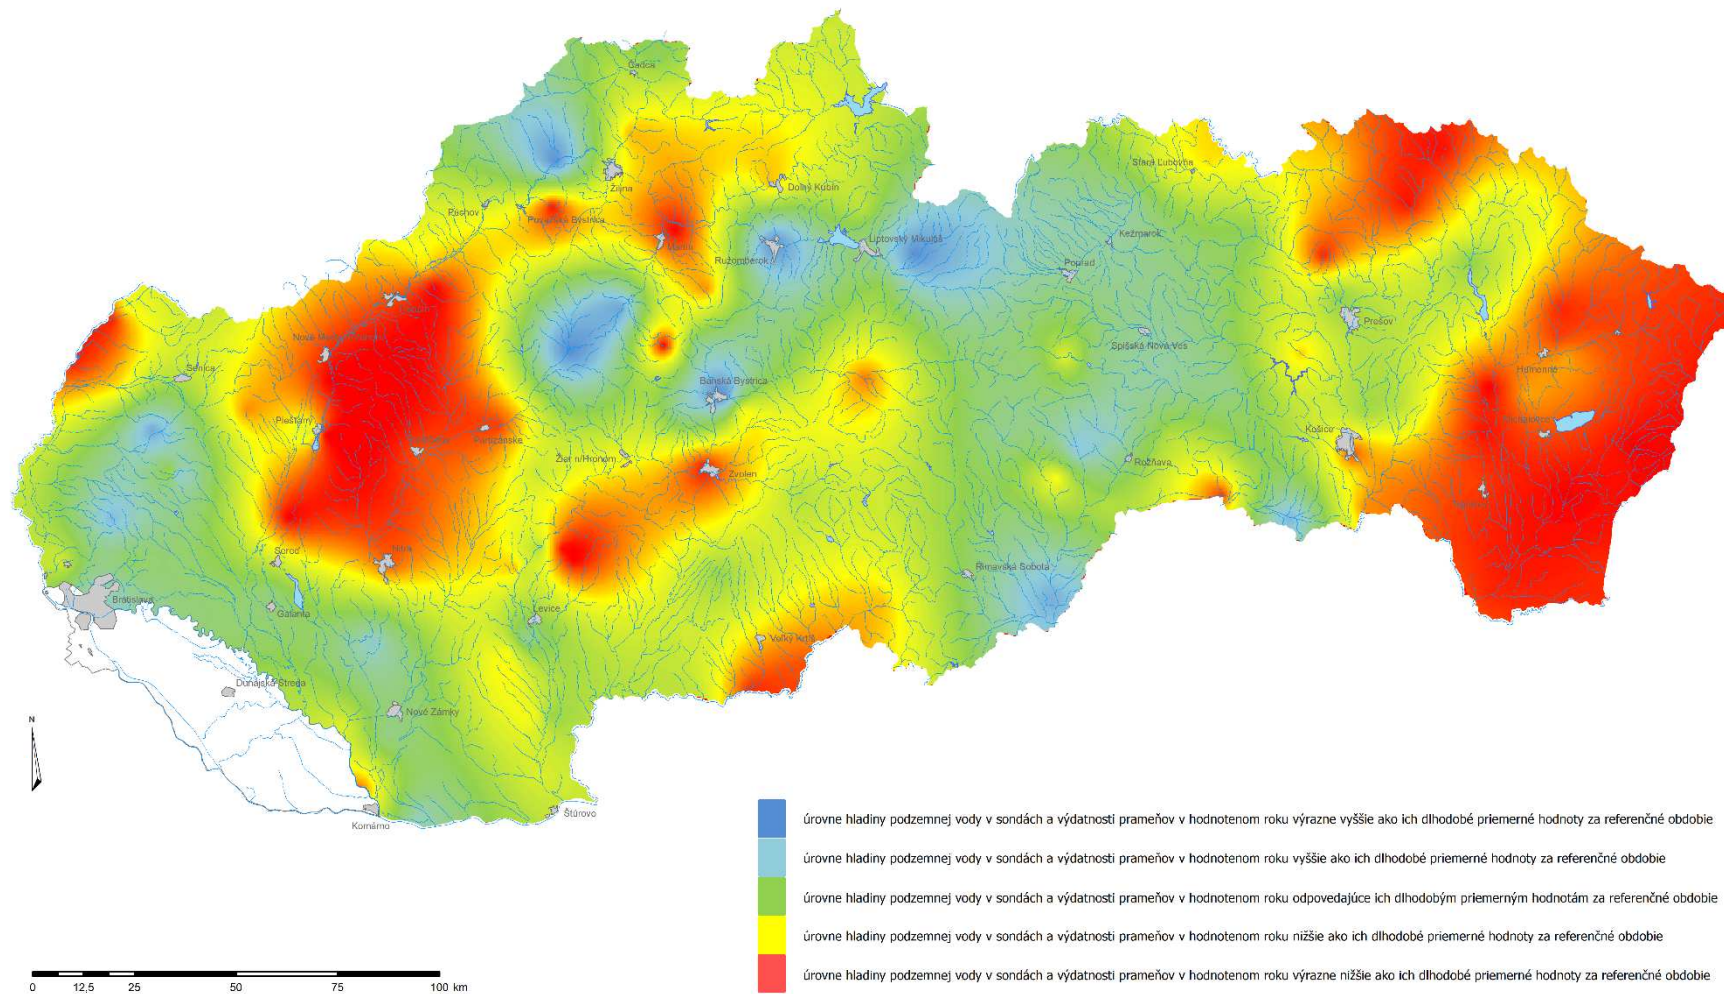 Čadca
Stará Ľubovňa
Žilina
Dolný Kubín
Púchov
Považská Bystrica
Martin
Liptovský Mikuláš
Kežmarok
Ružomberok
Poprad
Prešov
Nové Mesto
Spišská Nová Ves
Humenné
Senica
Banská Bystrica
Piešťany
Partizánske
Košice
Michalovce
Žiar n/Hronom
Zvolen
Rožňava
Nitra
Rimavská Sobota
Bratislava
Galanta
Levice
Veľký Krtíš
Dunajská Streda
Nové Zámky
N
Štúrovo
Komárno
úrovne hladiny podzemnej vody v sondách a výdatnosti prameňov v hodnotenom roku výrazne vyššie ako ich dlhodobé priemerné hodnoty za referenčné obdobie
úrovne hladiny podzemnej vody v sondách a výdatnosti prameňov v hodnotenom roku vyššie ako ich dlhodobé priemerné hodnoty za referenčné obdobie
úrovne hladiny podzemnej vody v sondách a výdatnosti prameňov v hodnotenom roku odpovedajúce ich dlhodobým priemerným hodnotám za referenčné obdobie
úrovne hladiny podzemnej vody v sondách a výdatnosti prameňov v hodnotenom roku nižšie ako ich dlhodobé priemerné hodnoty za referenčné obdobie
úrovne hladiny podzemnej vody v sondách a výdatnosti prameňov v hodnotenom roku výrazne nižšie ako ich dlhodobé priemerné hodnoty za referenčné obdobie
0 12,5 25 50 75 100 km